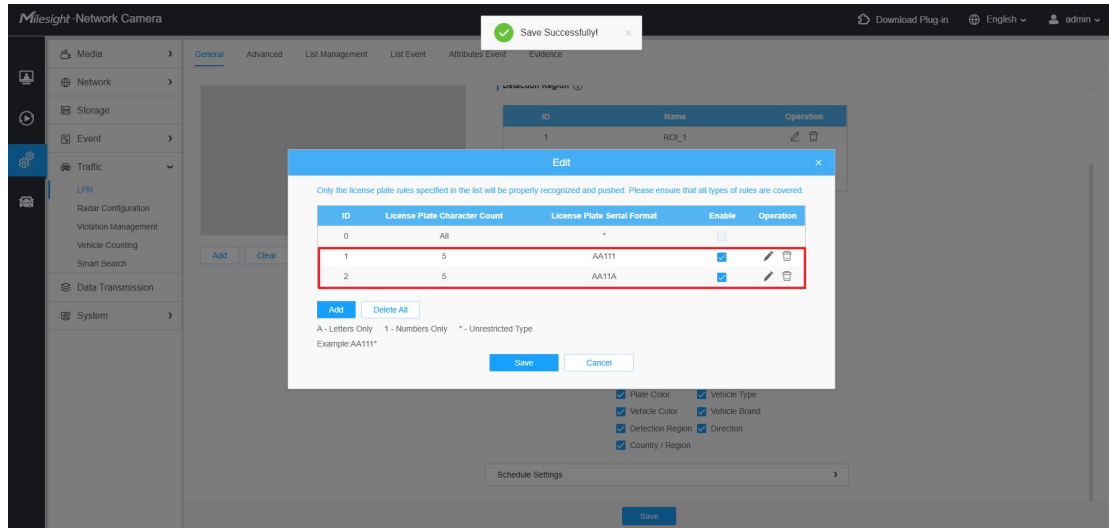 Milesight · Network Camera
Save Successfully!
Download Plug-in
English
admin
Media
Network
Storage
Event
Traffic
LPR
Radar Configuration
Violation Management
Vehicle Counting
Smart Search
Data Transmission
System
General Advanced List Management List Event Attributes Event Evidence
Detection Region
ID Name Operation
1 ROI_1
Add Clear
Edit
Only the license plate rules specified in the list will be properly recognized and pushed. Please ensure that all types of rules are covered.
ID License Plate Character Count License Plate Serial Format Enable Operation
0 All *
1 5 AA111
2 5 AA11A
Add Delete All
A - Letters Only 1 - Numbers Only * - Unrestricted Type
Example:AA111*
Save Cancel
Plate Color Vehicle Type
Vehicle Color Vehicle Brand
Detection Region Direction
Country / Region
Schedule Settings
Save